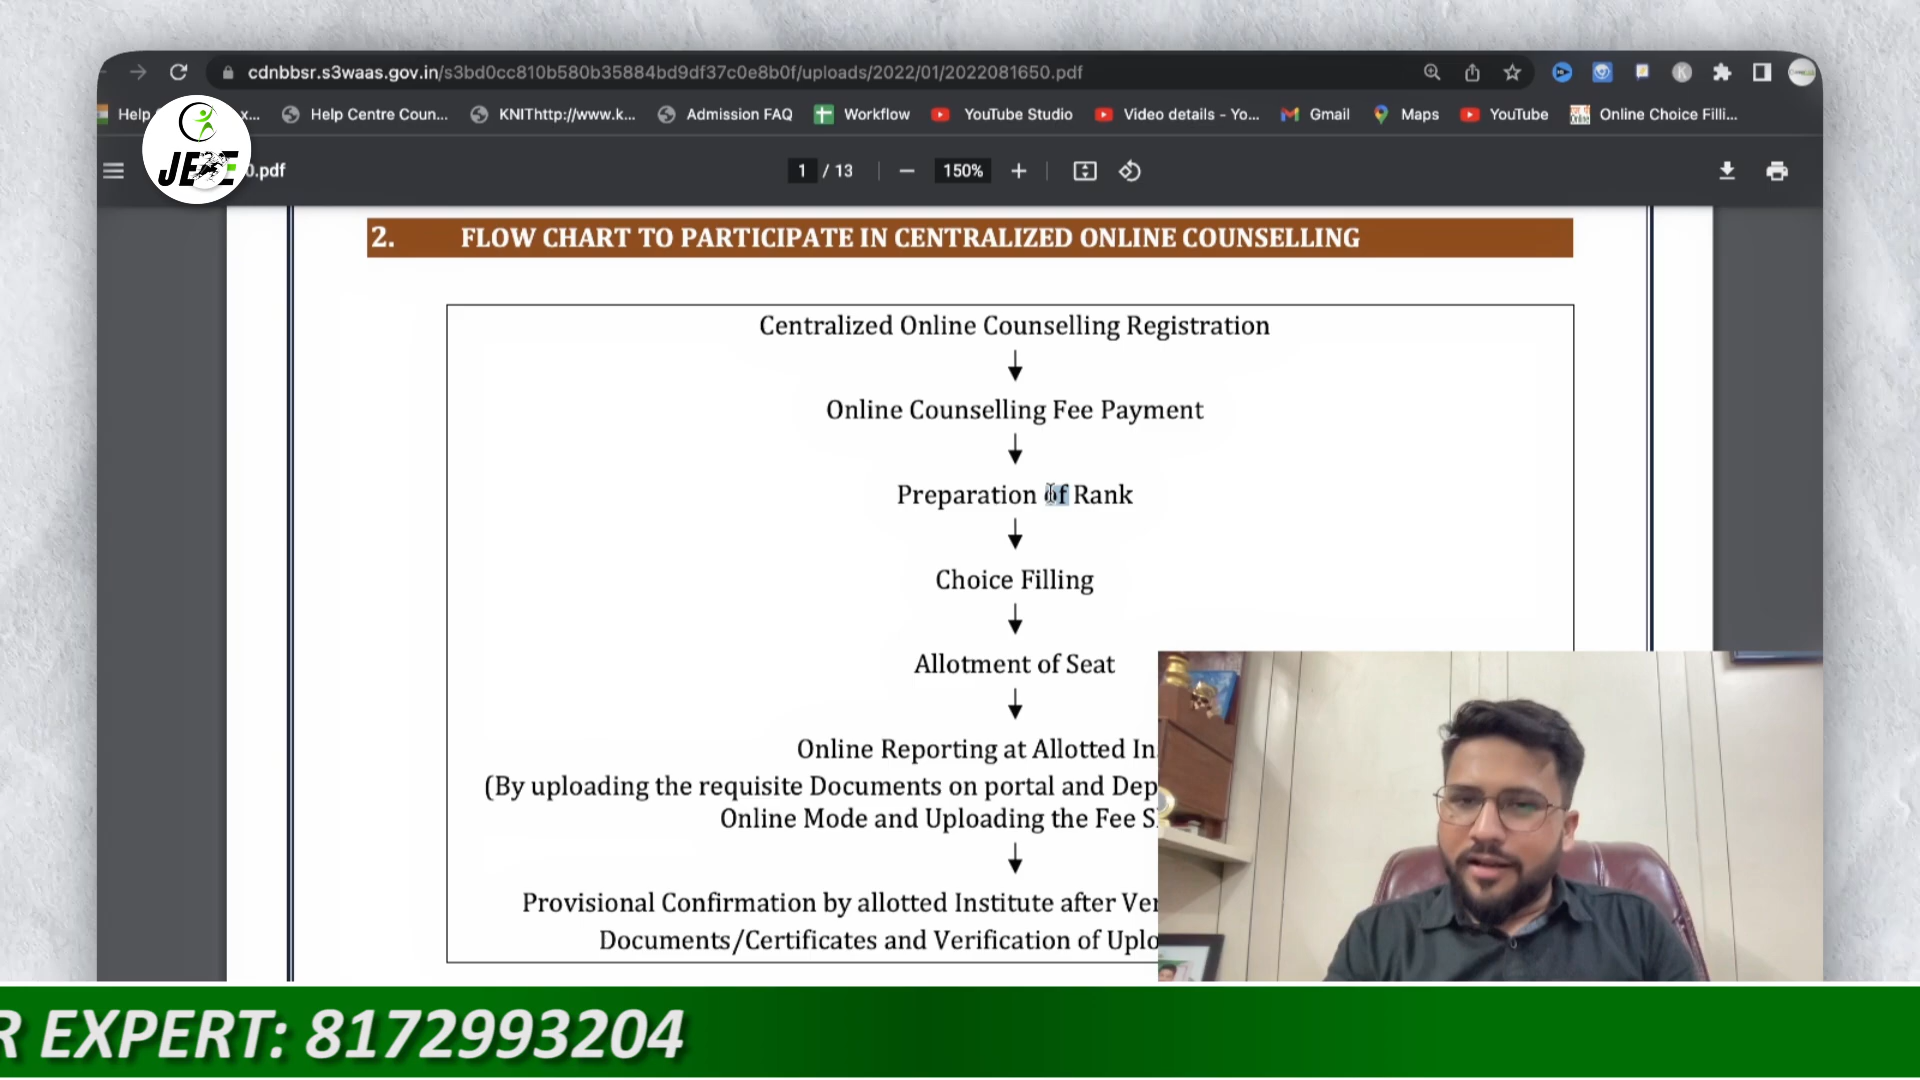 cdnbbsr.s3waas.gov.in/s3bd0cc810b580b35884bd9df37c0e8b0f/uploads/2022/01/2022081650.pdf
Help x... Help Centre Coun... KNIThttp://www.k... Admission FAQ Workflow YouTube Studio Video details - Yo... Gmail Maps YouTube Online Choice Filli...
0.pdf 1 / 13 150%
2. FLOW CHART TO PARTICIPATE IN CENTRALIZED ONLINE COUNSELLING
Centralized Online Counselling Registration
Online Counselling Fee Payment
Preparation of Rank
Choice Filling
Allotment of Seat
Online Reporting at Allotted In
(By uploading the requisite Documents on portal and Dep
Online Mode and Uploading the Fee S
Provisional Confirmation by allotted Institute after Ver
Documents/Certificates and Verification of Uplo
R EXPERT: 8172993204